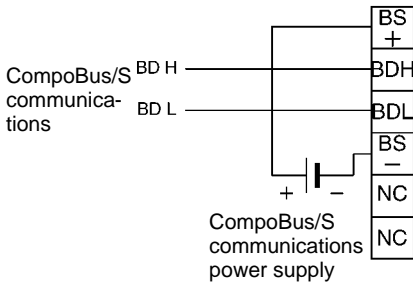 BS
+
BDH
BDL
BS
–
NC
NC
CompoBus/S
communica-
tions
BD H
BD L
+ –
CompoBus/S
communications
power supply